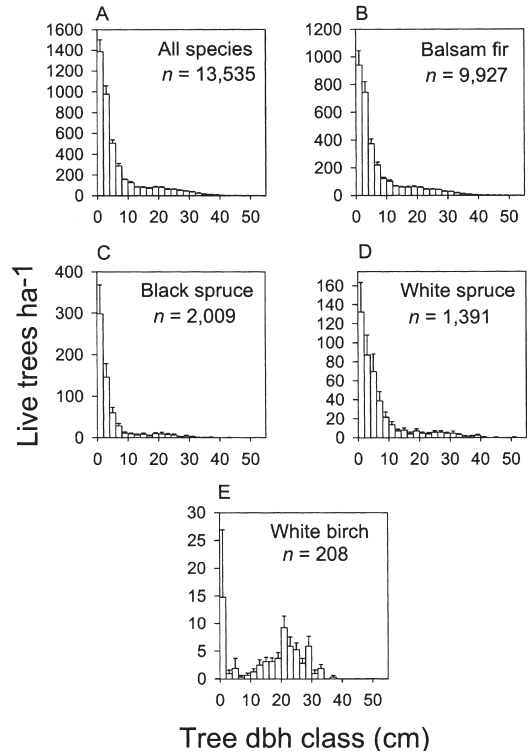 A
All species
n = 13,535
1600
1400
1200
1000
800
600
400
200
0
0 10 20 30 40 50
B
Balsam fir
n = 9,927
1200
1000
800
600
400
200
0
0 10 20 30 40 50
C
Black spruce
n = 2,009
400
300
200
100
0
0 10 20 30 40 50
D
White spruce
n = 1,391
160
140
120
100
80
60
40
20
0
0 10 20 30 40 50
Live trees ha-1
E
White birch
n = 208
30
25
20
15
10
5
0
0 10 20 30 40 50
Tree dbh class (cm)